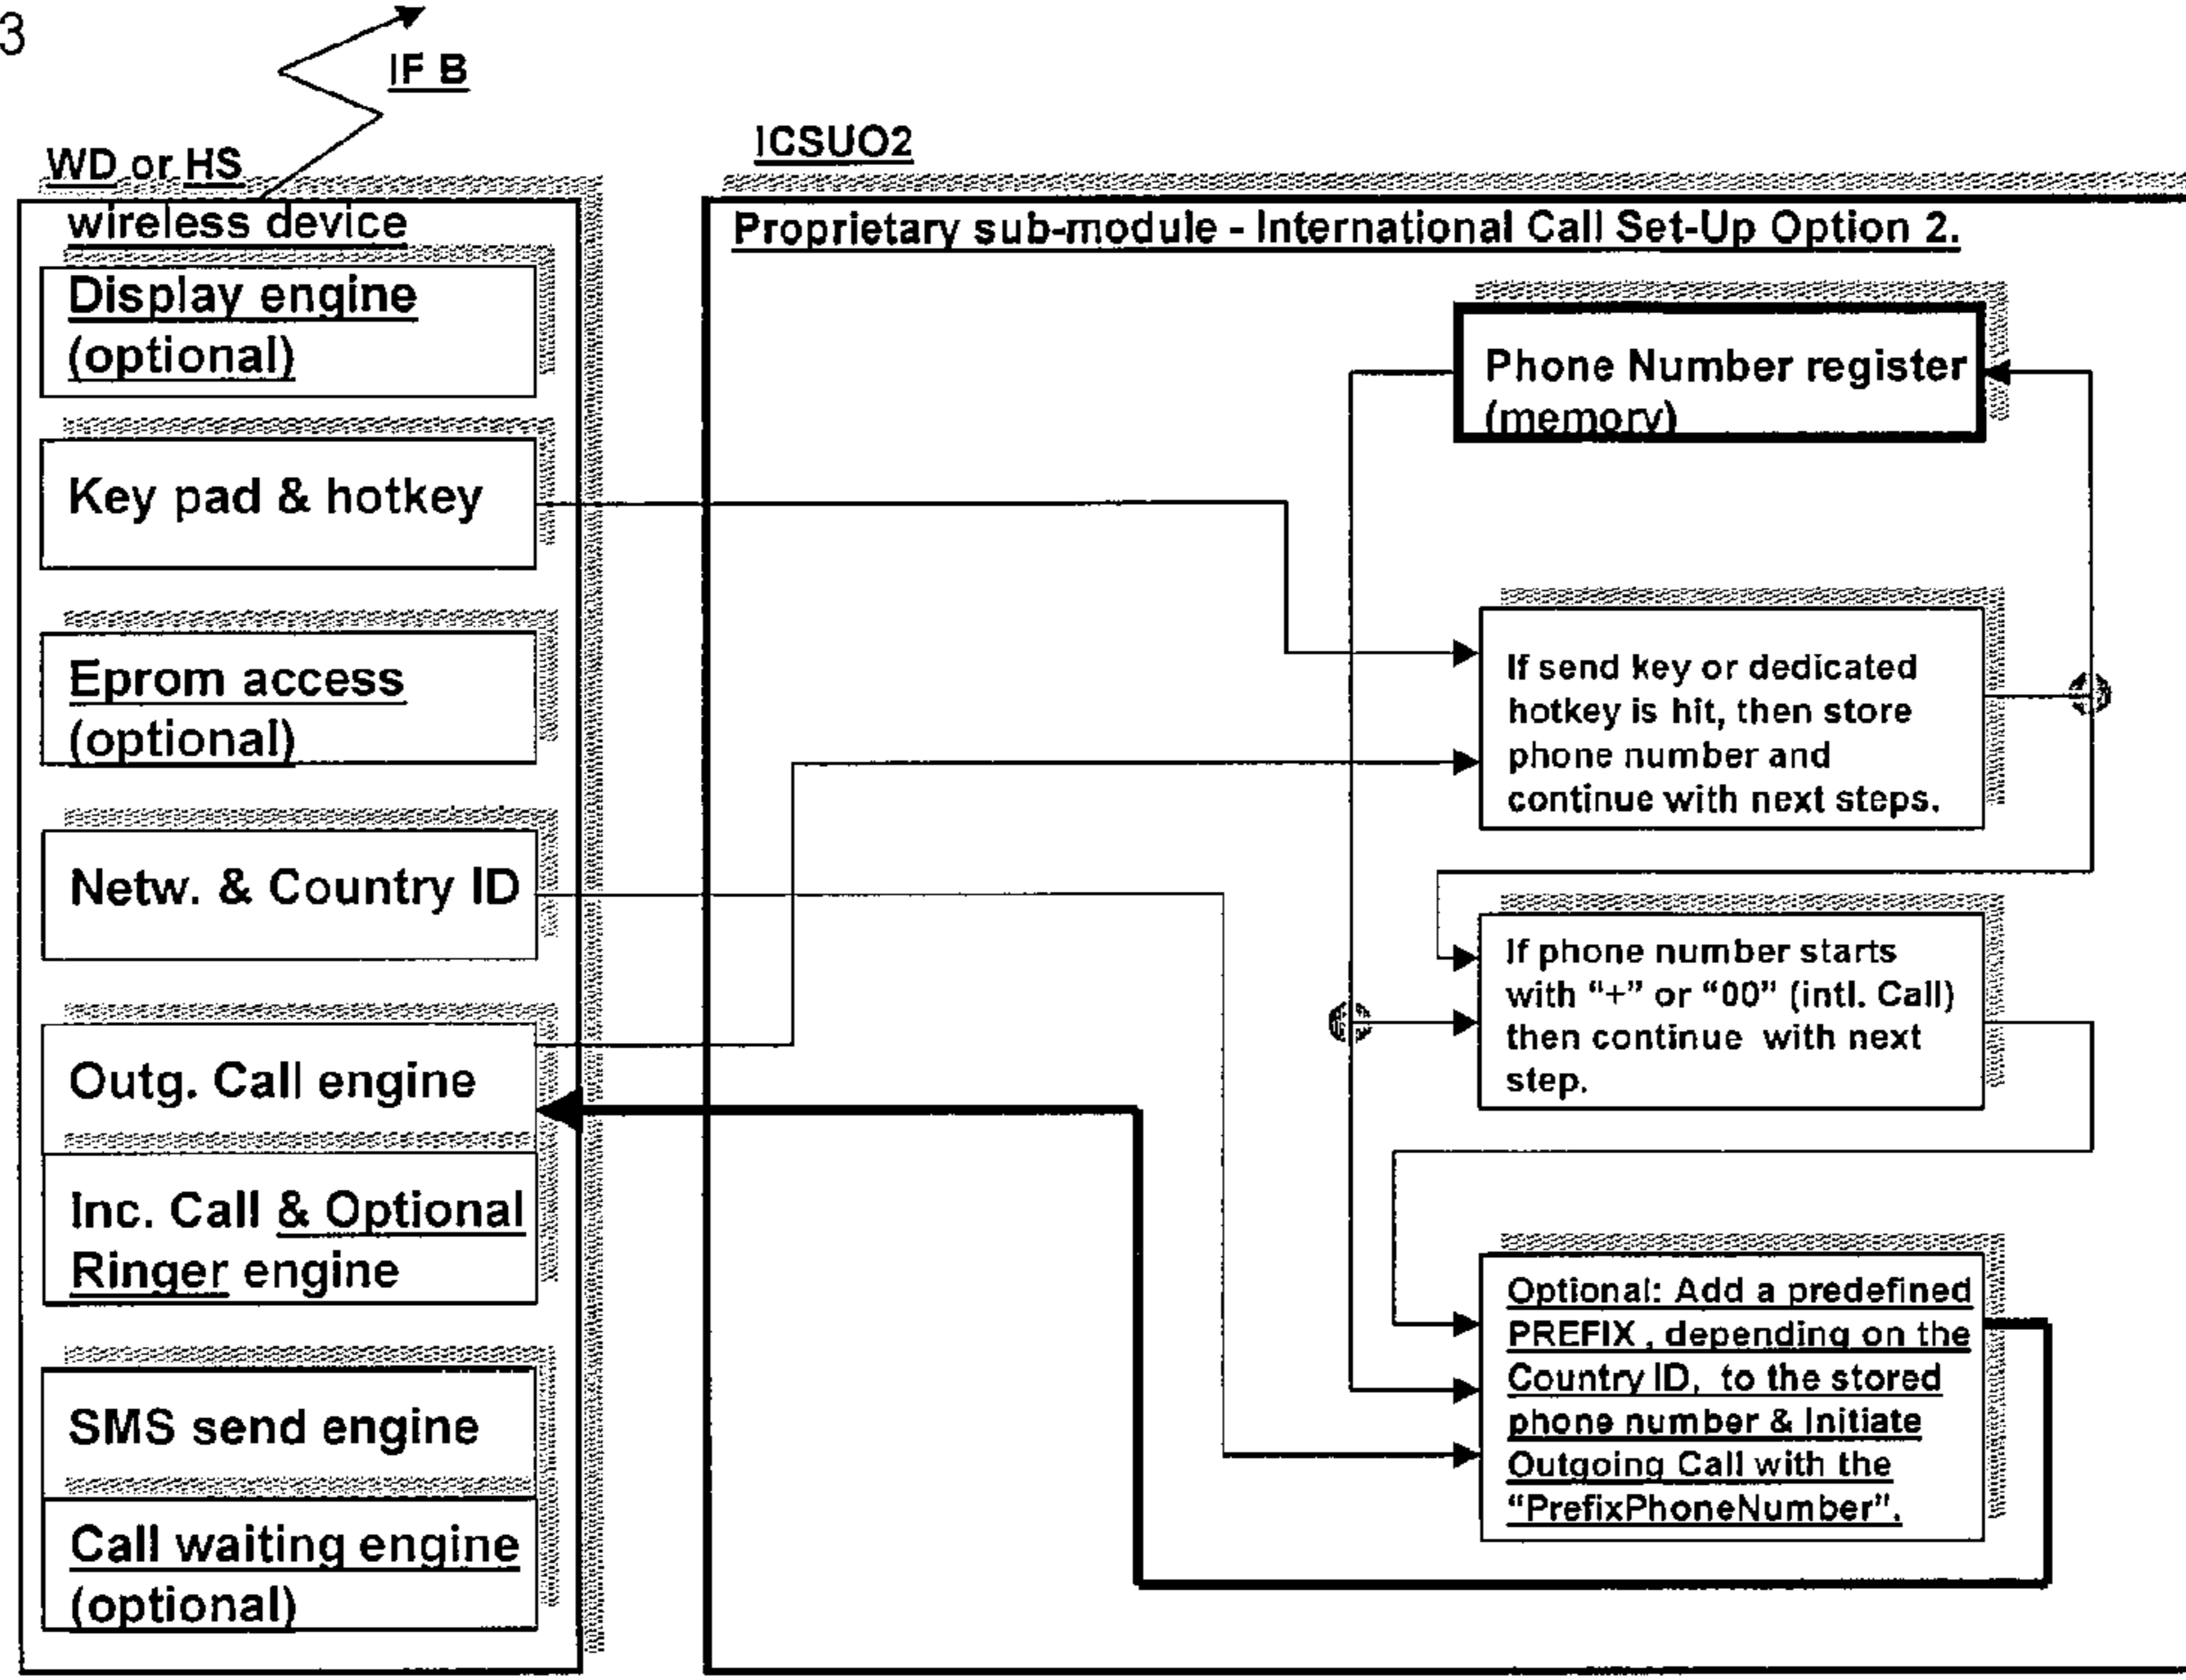 3
IF B
WD or HS
wireless device
Display engine
(optional)
Key pad & hotkey
Eprom access
(optional)
Netw. & Country ID
Outg. Call engine
Inc. Call & Optional
Ringer engine
SMS send engine
Call waiting engine
(optional)
ICSUO2
Proprietary sub-module - International Call Set-Up Option 2.
Phone Number register
(memory)
If send key or dedicated
hotkey is hit, then store
phone number and
continue with next steps.
If phone number starts
with “+” or “00” (intl. Call)
then continue with next
step.
Optional: Add a predefined
PREFIX , depending on the
Country ID, to the stored
phone number & Initiate
Outgoing Call with the
“PrefixPhoneNumber”.